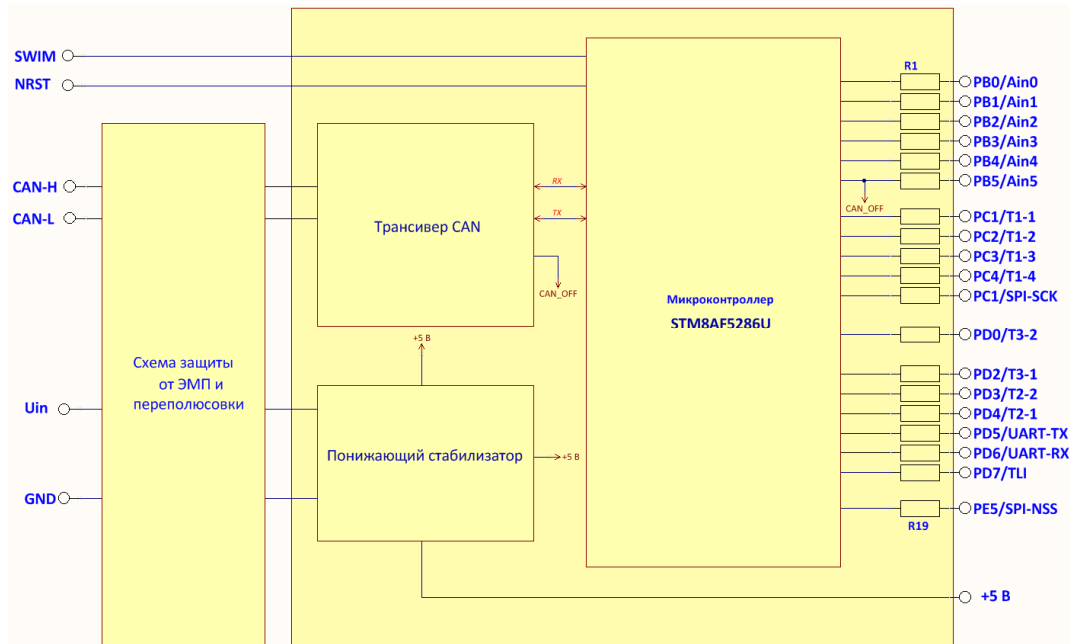 SWIM
NRST
CAN-H
CAN-L
Uin
GND
Схема защиты
от ЭМП и
переполюсовки
Трансивер CAN
RX
TX
CAN_OFF
+5 В
Понижающий стабилизатор
+5 В
Микроконтроллер
STM8AF5286U
R1
PB0/Ain0
PB1/Ain1
PB2/Ain2
PB3/Ain3
PB4/Ain4
PB5/Ain5
CAN_OFF
PC1/T1-1
PC2/T1-2
PC3/T1-3
PC4/T1-4
PC1/SPI-SCK
PD0/T3-2
PD2/T3-1
PD3/T2-2
PD4/T2-1
PD5/UART-TX
PD6/UART-RX
PD7/TLI
PE5/SPI-NSS
R19
+5 В